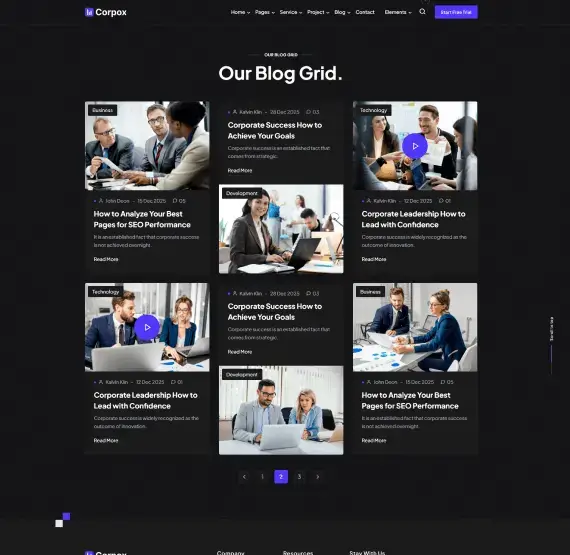 Corpox
Home
Pages
Service
Project
Blog
Contact
Elements
Start Free Trial
OUR BLOG GRID
Our Blog Grid.
Business
John Deon - 15 Dec 2025 05
How to Analyze Your Best
Pages for SEO Performance
It is an established fact that corporate success
is not achieved overnight.
Read More
Kalvin Klin - 28 Dec 2025 03
Corporate Success How to
Achieve Your Goals
Corporate success is an established fact that
comes from strategic.
Read More
Development
Technology
Kalvin Klin - 12 Dec 2025 01
Corporate Leadership How to
Lead with Confidence
Corporate success is widely recognized as the
outcome of innovation.
Read More
Technology
Kalvin Klin - 12 Dec 2025 01
Corporate Leadership How to
Lead with Confidence
Corporate success is widely recognized as the
outcome of innovation.
Read More
Kalvin Klin - 28 Dec 2025 03
Corporate Success How to
Achieve Your Goals
Corporate success is an established fact that
comes from strategic.
Read More
Development
Business
John Deon - 15 Dec 2025 05
How to Analyze Your Best
Pages for SEO Performance
It is an established fact that corporate success
is not achieved overnight.
Read More
1
2
3
Scroll to top
Corpox
Company
Resources
Stay With Us